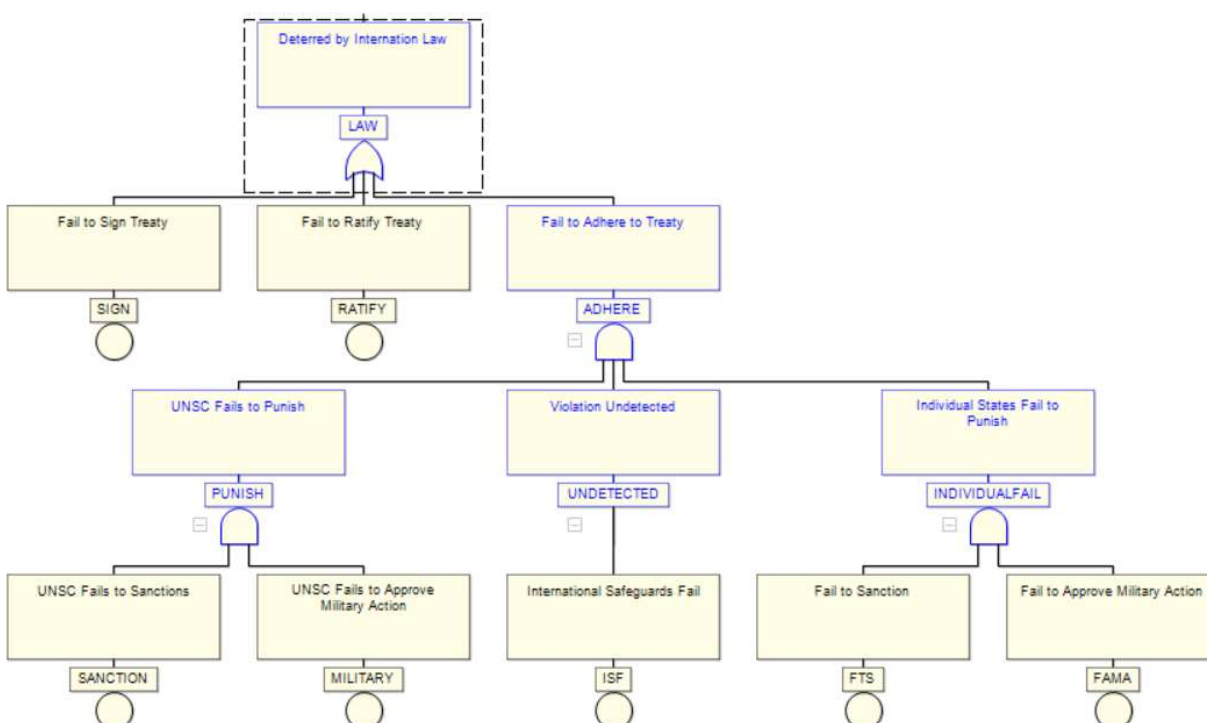 Deterred by Internation Law
LAW
Fail to Sign Treaty
Fail to Ratify Treaty
Fail to Adhere to Treaty
SIGN
RATIFY
ADHERE
UNSC Fails to Punish
Violation Undetected
Individual States Fail to
Punish
PUNISH
UNDETECTED
INDIVIDUALFAIL
UNSC Fails to Sanctions
UNSC Fails to Approve
Military Action
International Safeguards Fail
Fail to Sanction
Fail to Approve Military Action
SANCTION
MILITARY
ISF
FTS
FAMA